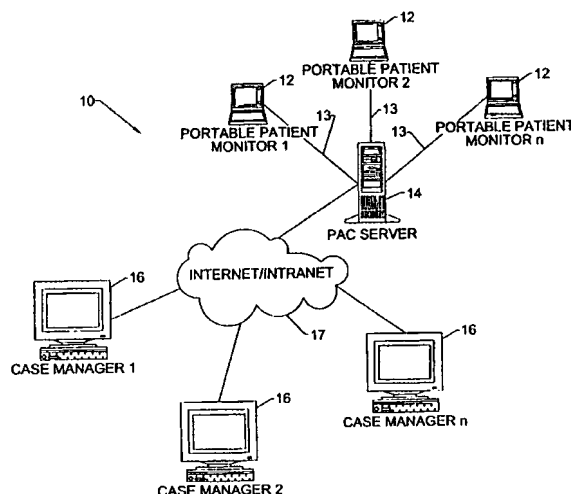 12
12
PORTABLE PATIENT
MONITOR 2
12
10
PORTABLE PATIENT
MONITOR 1
13
13
13
PORTABLE PATIENT
MONITOR n
14
PAC SERVER
INTERNET/INTRANET
17
16
CASE MANAGER 1
16
CASE MANAGER 2
16
CASE MANAGER n